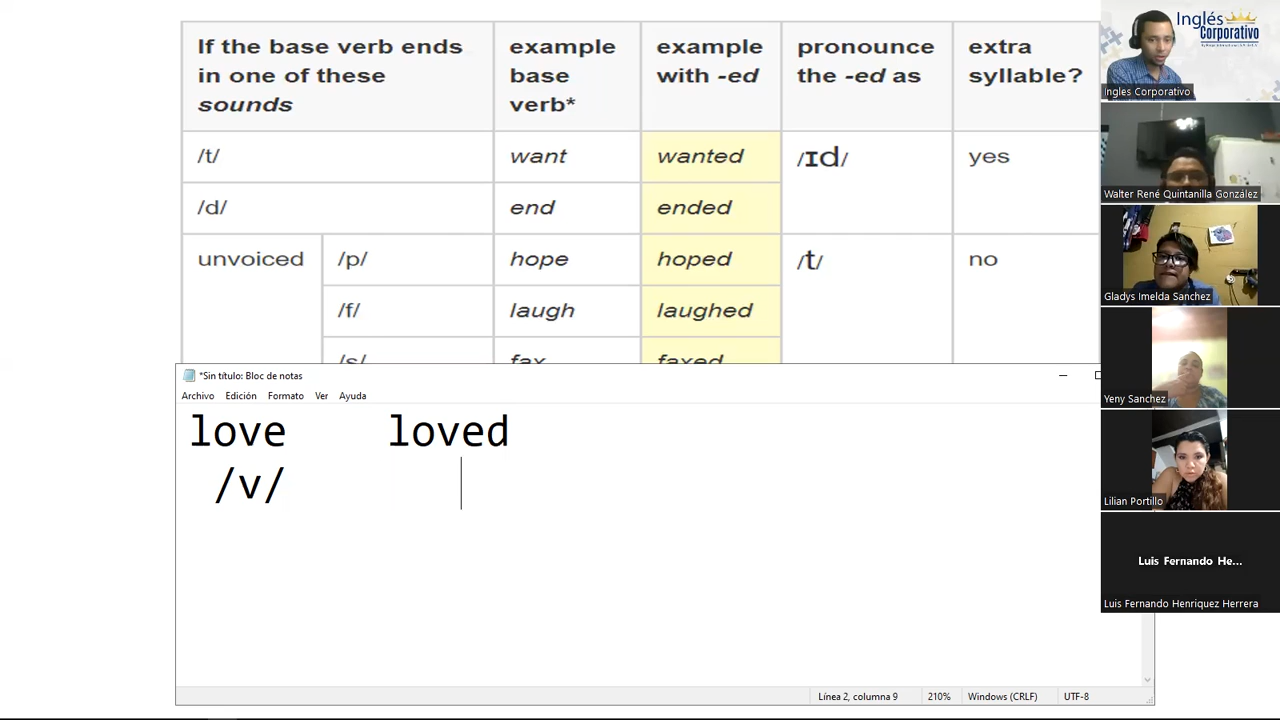 If the base verb ends
in one of these
sounds
example
base
verb*
example
with -ed
pronounce
the -ed as
extra
syllable?
/t/
want
wanted
/ɪd/
yes
/d/
end
ended
unvoiced
/p/
hope
hoped
/t/
no
/f/
laugh
laughed
/s/
fax
faxed
*Sin título: Bloc de notas
Archivo
Edición
Formato
Ver
Ayuda
love loved
/v/
Línea 2, columna 9
210%
Windows (CRLF)
UTF-8
Inglés
Corporativo
Ingles Corporativo
Walter René Quintanilla González
Gladys Imelda Sanchez
Yeny Sanchez
Lilian Portillo
Luis Fernando He...
Luis Fernando Henriquez Herrera